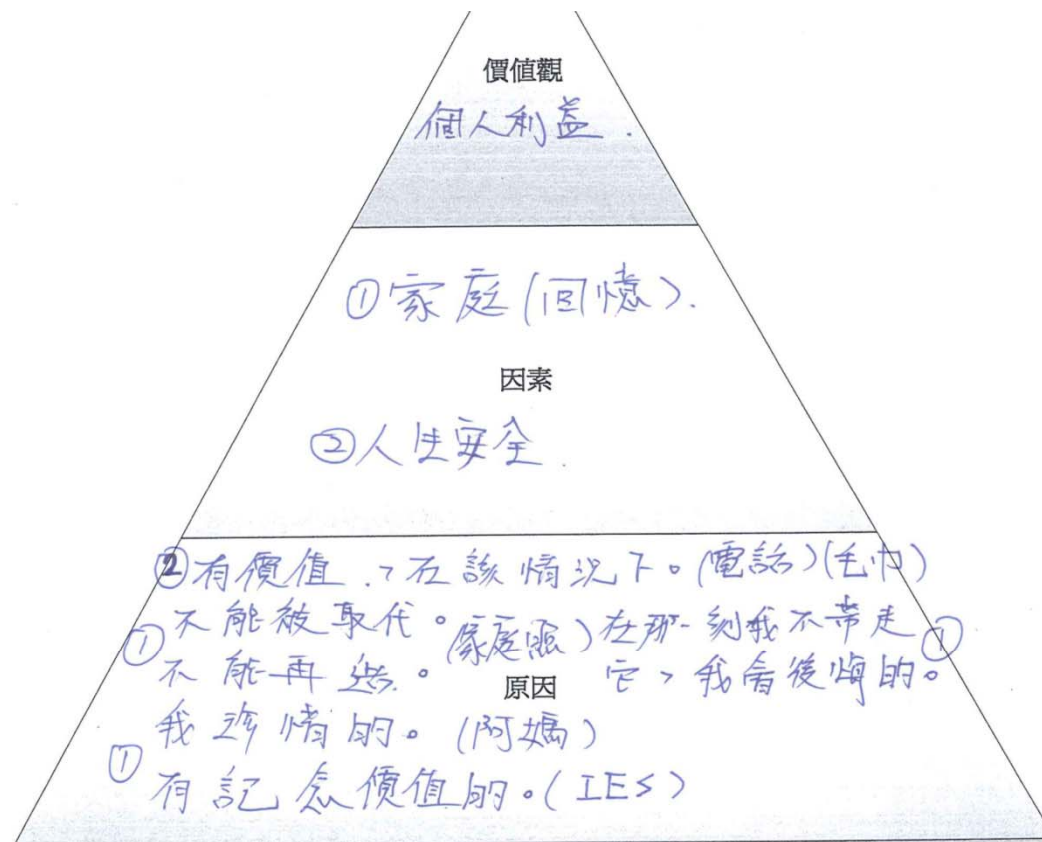 價值觀
個人利益.
①家庭(回憶).
因素
②人生安全.
②有價值,在該情況下。(電話)(毛巾)
①不能被取代。(家庭照)在那一刻我不帶走①
不能再造。
它,我會後悔的。
原因
我珍惜的。(阿媽)
①有記念價值的。(IES)